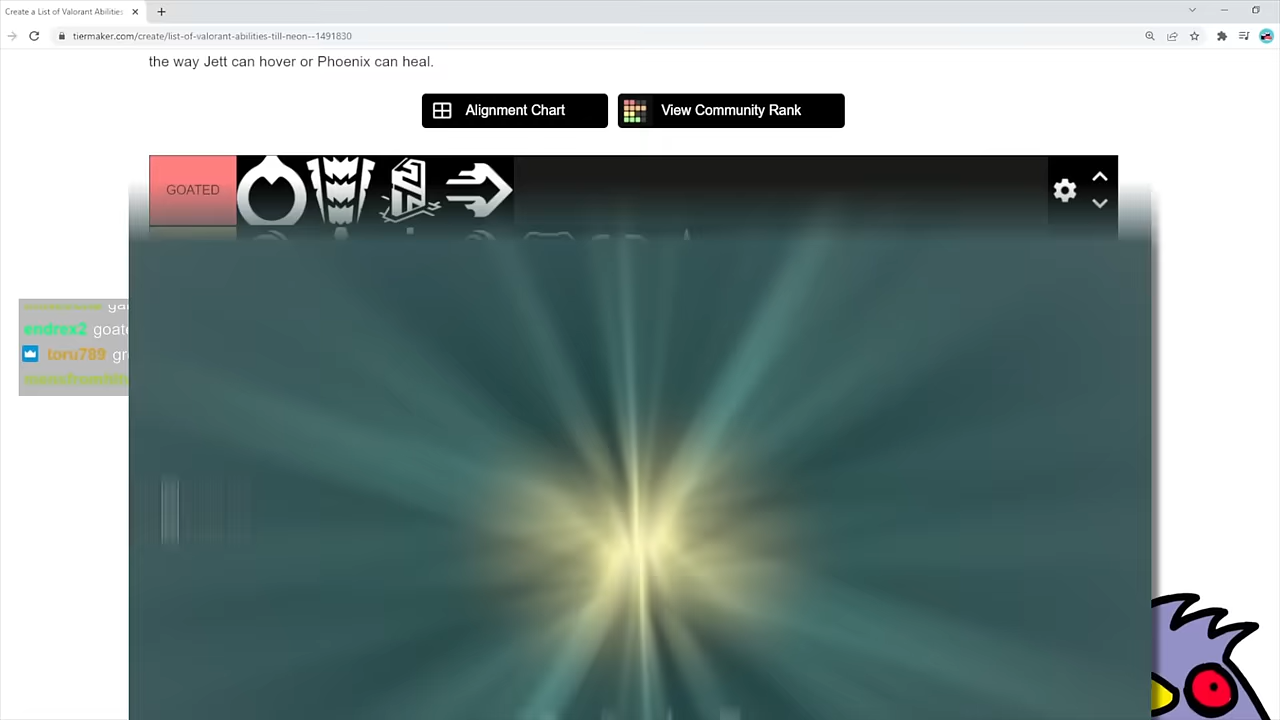 Create a List of Valorant Abilities
tiermaker.com/create/list-of-valorant-abilities-till-neon--1491830
the way Jett can hover or Phoenix can heal.
Alignment Chart
View Community Rank
GOATED
endrex2 goate
toru789 gr